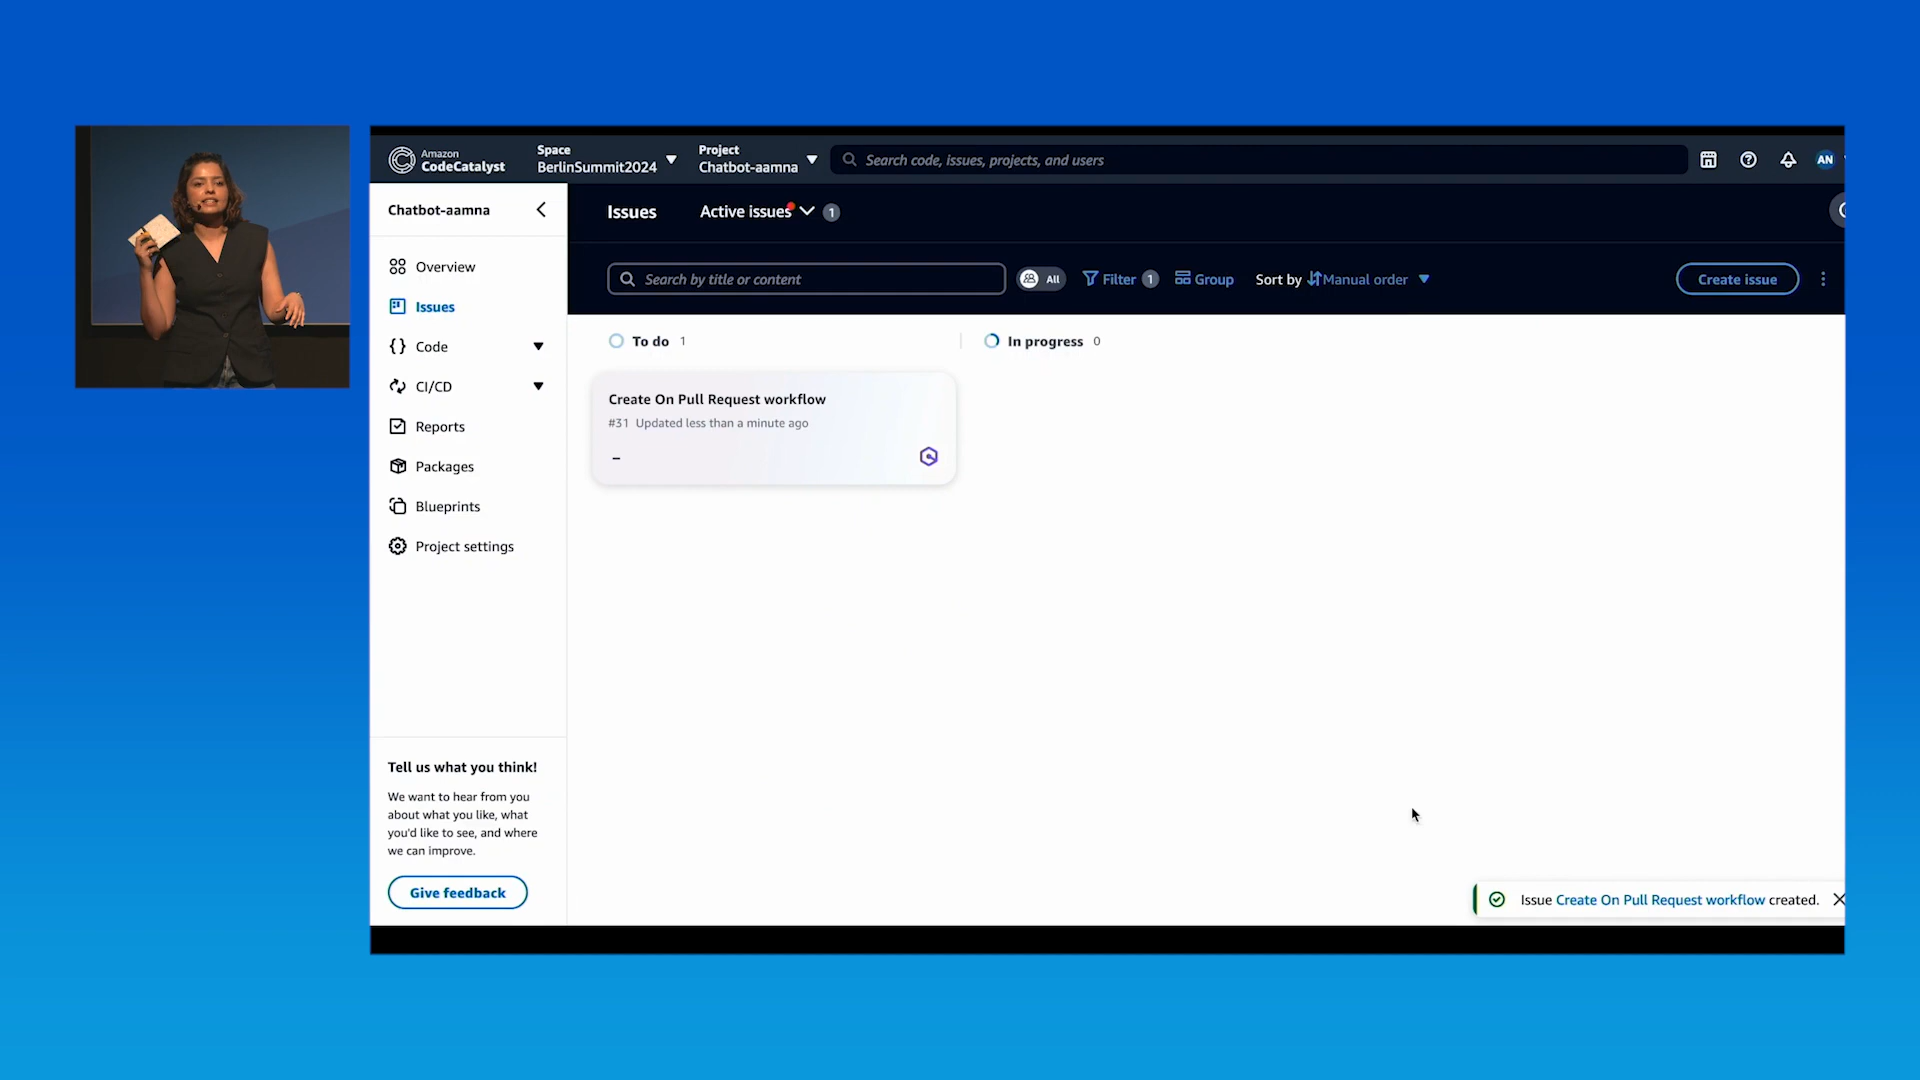 Amazon
CodeCatalyst
Space
BerlinSummit2024
Project
Chatbot-aamna
Search code, issues, projects, and users
AN
Chatbot-aamna
Issues
Active issues
1
Overview
Issues
Code
CI/CD
Reports
Packages
Blueprints
Project settings
Search by title or content
All
Filter 1
Group
Sort by Manual order
Create issue
To do 1
In progress 0
Create On Pull Request workflow
#31 Updated less than a minute ago
–
Tell us what you think!
We want to hear from you
about what you like, what
you'd like to see, and where
we can improve.
Give feedback
Issue Create On Pull Request workflow created.